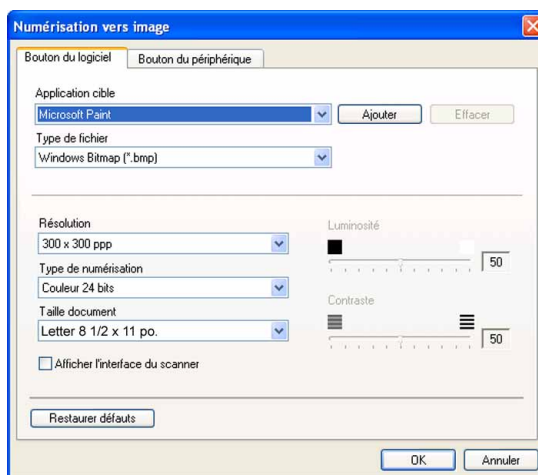 Numérisation vers image
Bouton du logiciel
Bouton du périphérique
Application cible
Microsoft Paint
Ajouter
Effacer
Type de fichier
Windows Bitmap (*.bmp)
Résolution
300 x 300 ppp
Type de numérisation
Couleur 24 bits
Taille document
Letter 8 1/2 x 11 po.
Afficher l'interface du scanner
Luminosité
50
Contraste
50
Restaurer défauts
OK
Annuler